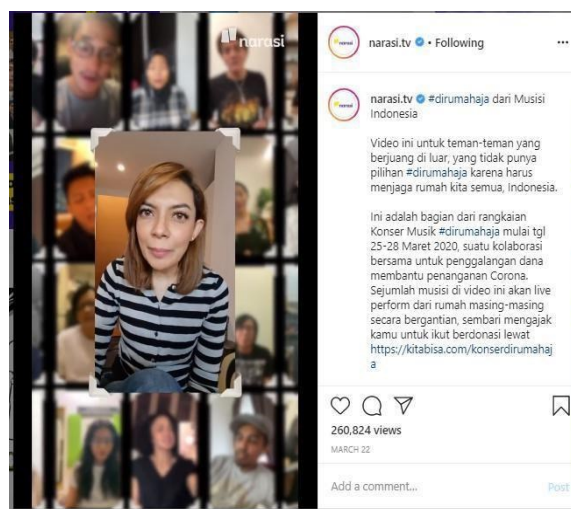 narasi
narasi.tv • Following
narasi.tv #dirumahaja dari Musisi
Indonesia
Video ini untuk teman-teman yang
berjuang di luar, yang tidak punya
pilihan #dirumahaja karena harus
menjaga rumah kita semua, Indonesia.
Ini adalah bagian dari rangkaian
Konser Musik #dirumahaja mulai tgl
25-28 Maret 2020, suatu kolaborasi
bersama untuk penggalangan dana
membantu penanganan Corona.
Sejumlah musisi di video ini akan live
perform dari rumah masing-masing
secara bergantian, sembari mengajak
kamu untuk ikut berdonasi lewat
https://kitabisa.com/konserdirumahaj
a
260,824 views
MARCH 22
Add a comment...
Post